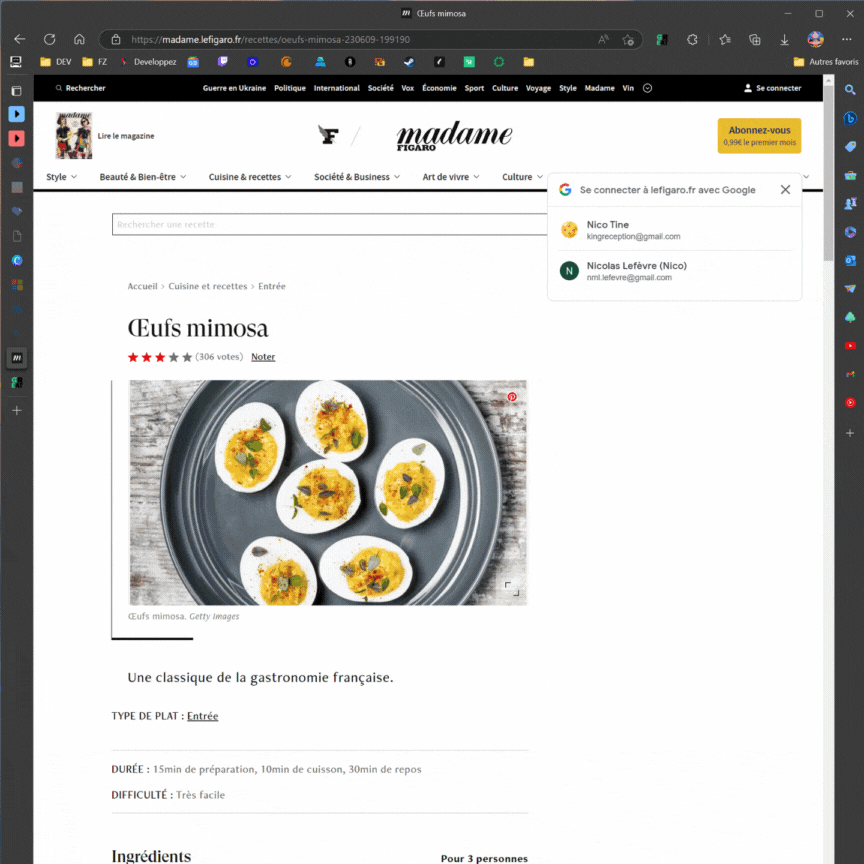 Œufs mimosa
https://madame.lefigaro.fr/recettes/oeufs-mimosa-230609-199190
DEV
FZ
Developpez
Autres favoris
Rechercher
Guerre en Ukraine
Politique
International
Société
Vox
Économie
Sport
Culture
Voyage
Style
Madame
Vin
Se connecter
madame
Lire le magazine
F
madame
FIGARO
Abonnez-vous
0,99€ le premier mois
Style
Beauté & Bien-être
Cuisine & recettes
Société & Business
Art de vivre
Culture
Se connecter à lefigaro.fr avec Google
Nico Tine
kingreception@gmail.com
N
Nicolas Lefèvre (Nico)
nml.lefevre@gmail.com
Rechercher une recette
Accueil > Cuisine et recettes > Entrée
Œufs mimosa
(306 votes) Noter
Œufs mimosa. Getty Images
Une classique de la gastronomie française.
TYPE DE PLAT : Entrée
DURÉE : 15min de préparation, 10min de cuisson, 30min de repos
DIFFICULTÉ : Très facile
Ingrédients
Pour 3 personnes